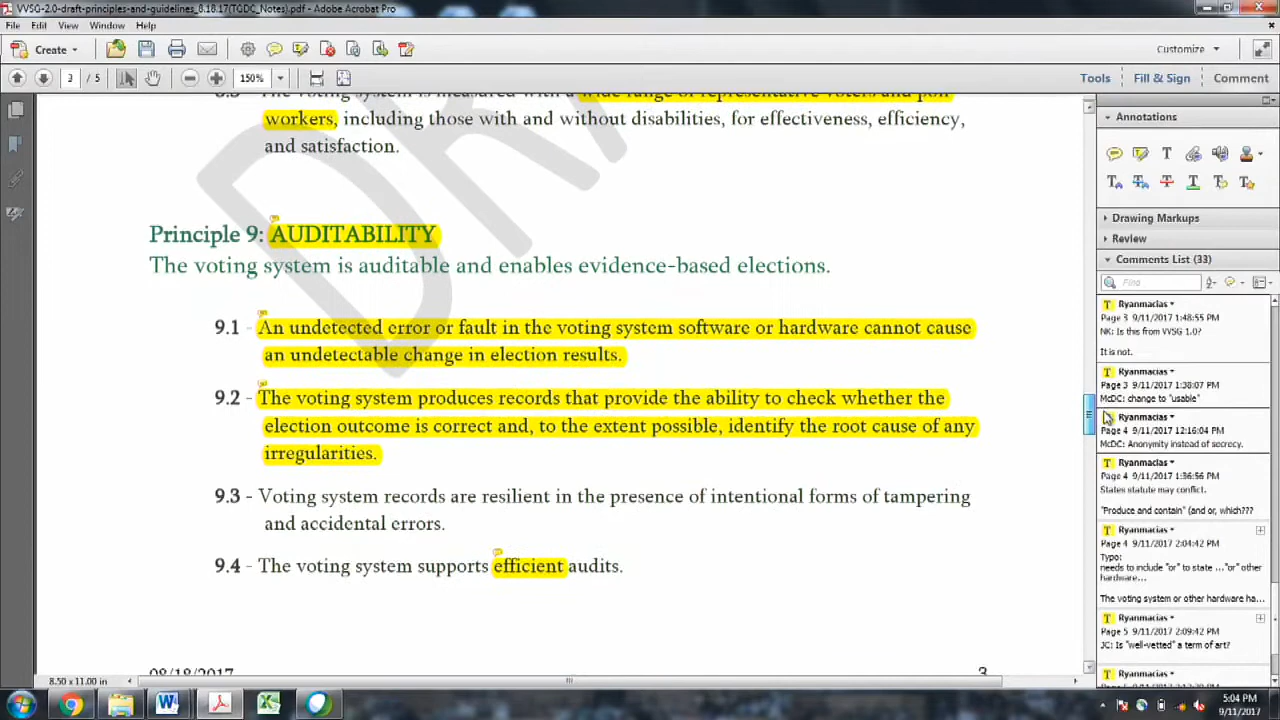 VVSG-2.0-draft-principles-and-guidelines_8.18.17(TGDC_Notes).pdf - Adobe Acrobat Pro
File Edit View Window Help
Create
Customize
3 / 5
150%
Tools Fill & Sign Comment
The voting system is measured with a wide range of representative voters and poll
workers, including those with and without disabilities, for effectiveness, efficiency,
and satisfaction.
Principle 9: AUDITABILITY
The voting system is auditable and enables evidence-based elections.
9.1 - An undetected error or fault in the voting system software or hardware cannot cause
an undetectable change in election results.
9.2 - The voting system produces records that provide the ability to check whether the
election outcome is correct and, to the extent possible, identify the root cause of any
irregularities.
9.3 - Voting system records are resilient in the presence of intentional forms of tampering
and accidental errors.
9.4 - The voting system supports efficient audits.
08/18/2017 3
8.50 x 11.00 in
Annotations
Drawing Markups
Review
Comments List (33)
Find
Ryanmacias
Page 3 9/11/2017 1:48:55 PM
NK: Is this from VVSG 1.0?
It is not.
Ryanmacias
Page 3 9/11/2017 1:38:07 PM
McDC: change to "usable"
Ryanmacias
Page 4 9/11/2017 12:16:04 PM
McDC: Anonymity instead of secrecy.
Ryanmacias
Page 4 9/11/2017 1:36:56 PM
States statute may conflict.
"Produce and contain" (and or, which???
Ryanmacias
Page 4 9/11/2017 2:04:42 PM
Typo:
needs to include "or" to state ..."or" other
hardware...
The voting system or other hardware ha...
Ryanmacias
Page 5 9/11/2017 2:09:42 PM
JC: Is "well-vetted" a term of art?
Ryanmacias
5:04 PM
9/11/2017